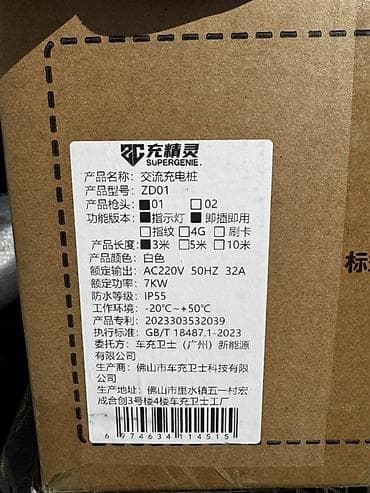 充精灵
SUPERGENIE.
产品名称: 交流充电桩
产品型号: ZD01
产品枪头: ■01 □02
功能版本: ■指示灯 ■即插即用
□指纹 □4G □刷卡
产品长度: ■3米 □5米 □10米
产品颜色: 白色
额定输出: AC220V 50HZ 32A
额定功率: 7KW
防水等级: IP55
工作环境: -20℃~+50℃
产品专利: 2023303532039
执行标准: GB/T 18487.1-2023
委托方: 车充卫士（广州）新能源
有限公司
生产商: 佛山市车充卫士科技有限
公司
生产地址: 佛山市里水镇五一村宏
成合创3号楼4楼车充卫士工厂
6 974634 114515
标